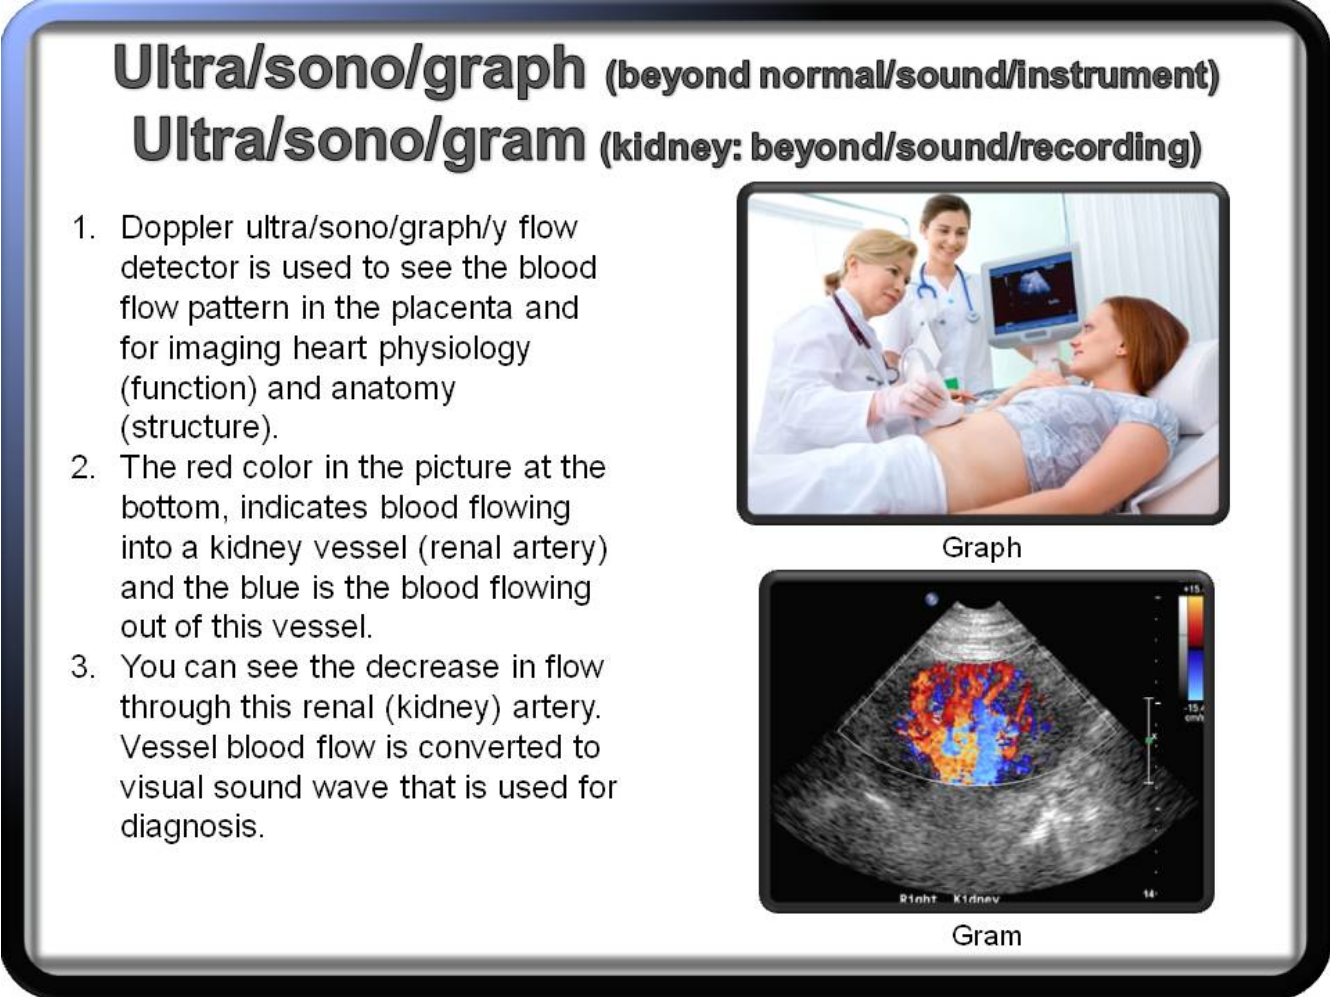 Ultra/sono/graph (beyond normal/sound/instrument)
Ultra/sono/gram (kidney: beyond/sound/recording)
1. Doppler ultra/sono/graph/y flow
detector is used to see the blood
flow pattern in the placenta and
for imaging heart physiology
(function) and anatomy
(structure).
2. The red color in the picture at the
bottom, indicates blood flowing
into a kidney vessel (renal artery)
and the blue is the blood flowing
out of this vessel.
3. You can see the decrease in flow
through this renal (kidney) artery.
Vessel blood flow is converted to
visual sound wave that is used for
diagnosis.
Graph
+15.
-15.4
cm/s
x
14
Right Kidney
Gram